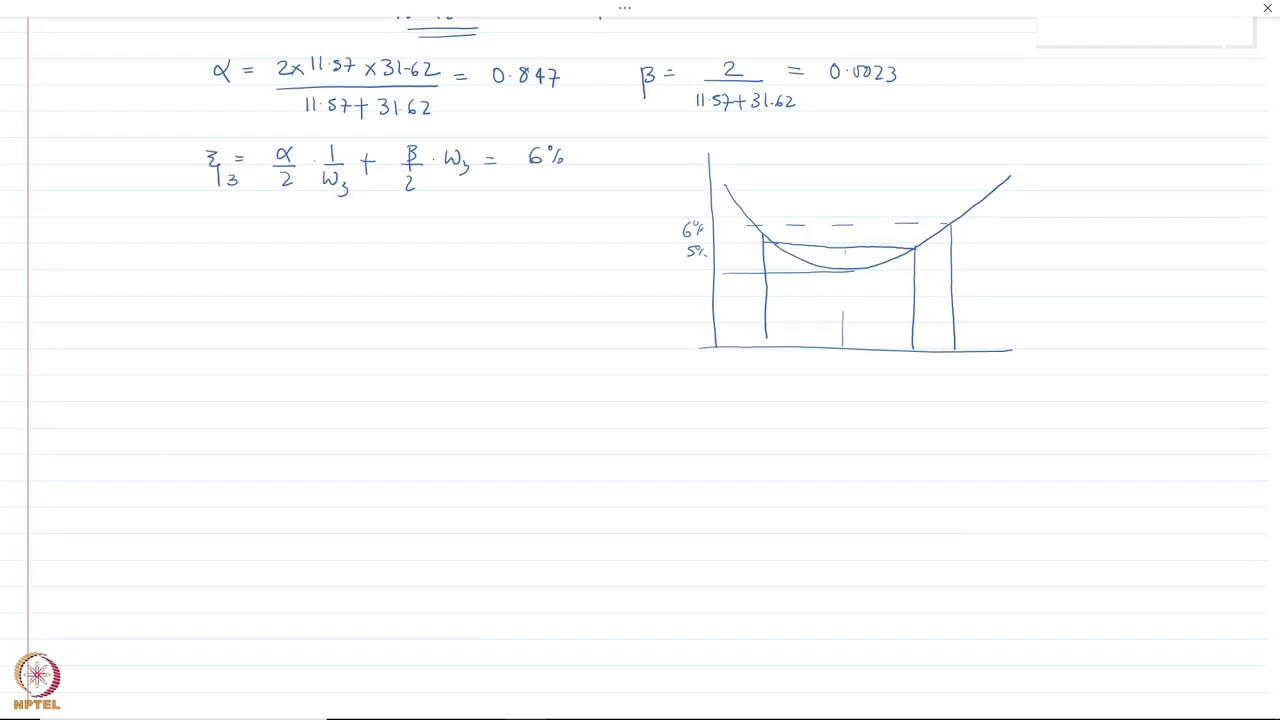 α = 2×11.57×31.62 / 11.57+31.62 = 0.847 β = 2 / 11.57+31.62 = 0.0023
ξ3 = α/2 · 1/ω3 + β/2 · ω3 = 6%
6%
5%
NPTEL